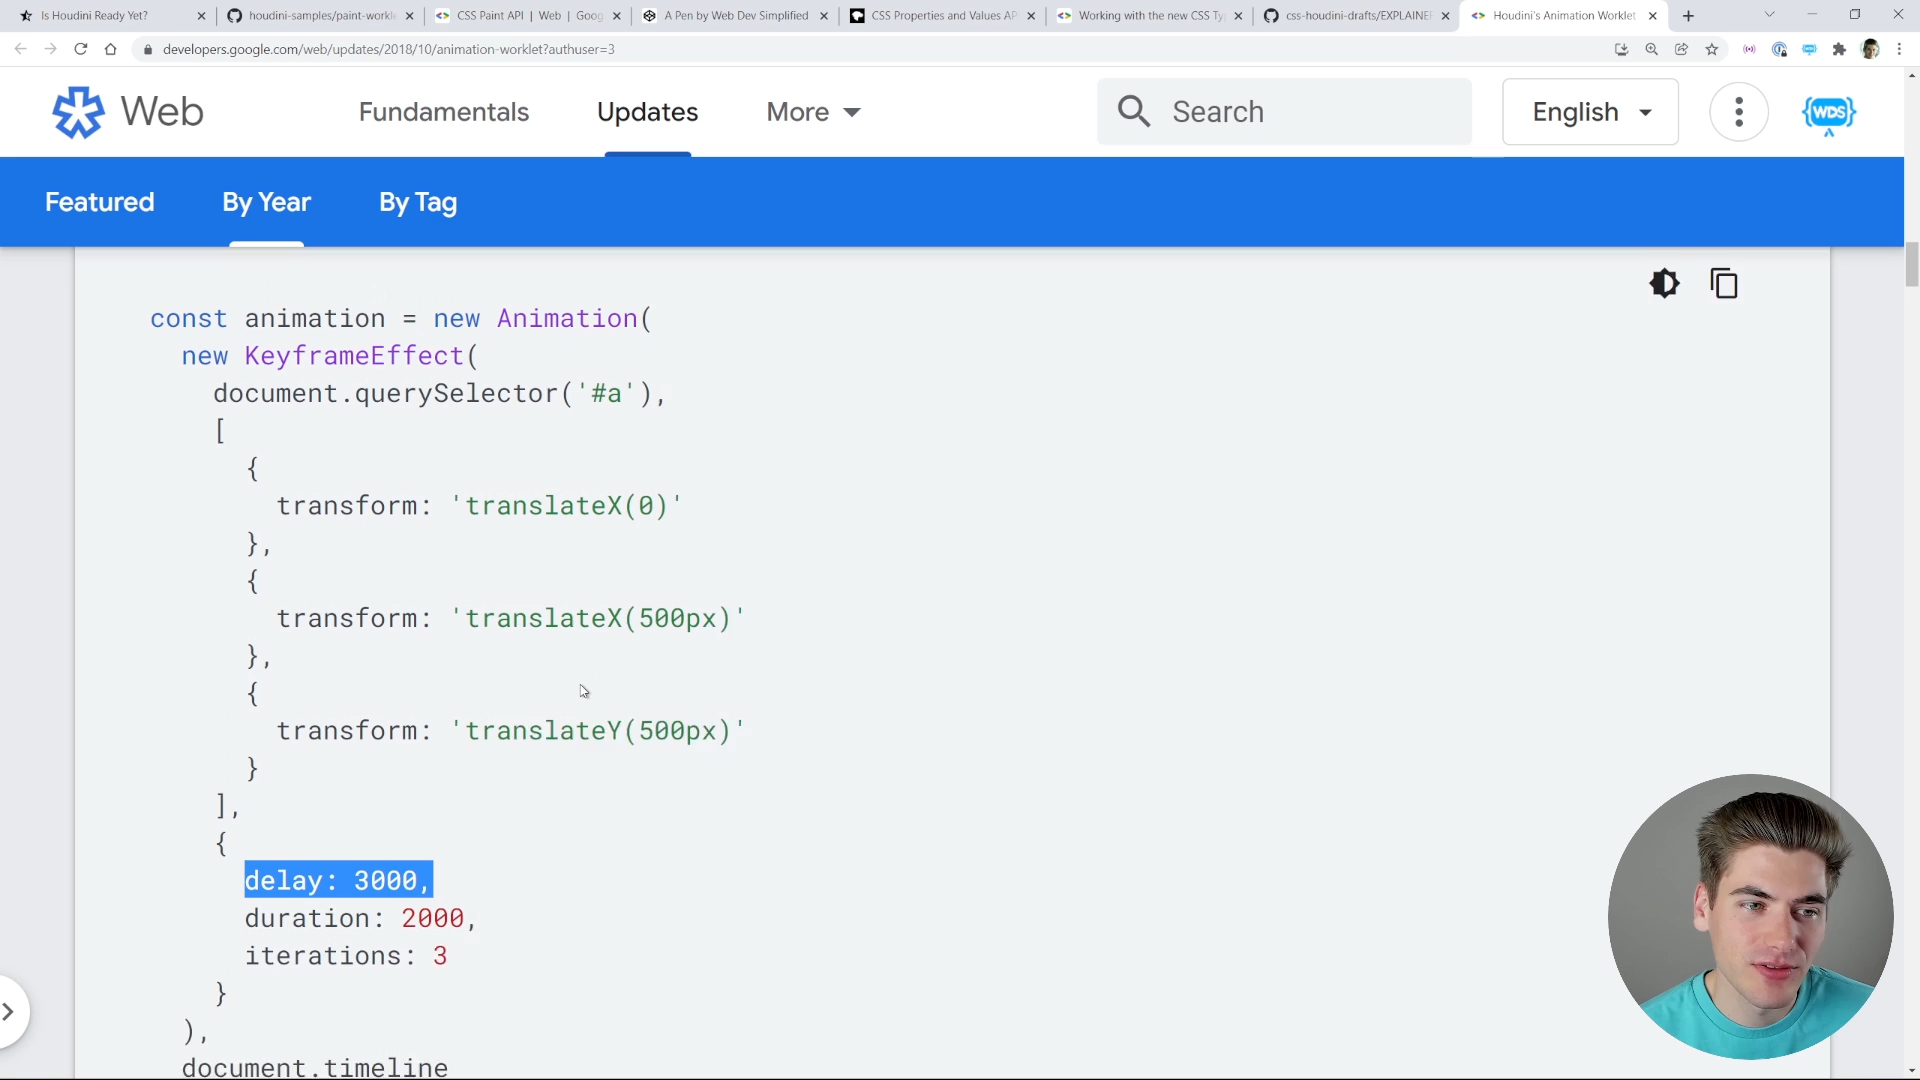 Is Houdini Ready Yet?
houdini-samples/paint-workle
CSS Paint API | Web | Goog
A Pen by Web Dev Simplified
CSS Properties and Values AP
Working with the new CSS Ty
css-houdini-drafts/EXPLAINER
Houdini's Animation Worklet
developers.google.com/web/updates/2018/10/animation-worklet?authuser=3
Web
Fundamentals
Updates
More
Search
English
{WDS}
Featured
By Year
By Tag
const animation = new Animation(
new KeyframeEffect(
document.querySelector('#a'),
[
{
transform: 'translateX(0)'
},
{
transform: 'translateX(500px)'
},
{
transform: 'translateY(500px)'
}
],
{
delay: 3000,
duration: 2000,
iterations: 3
}
),
document.timeline